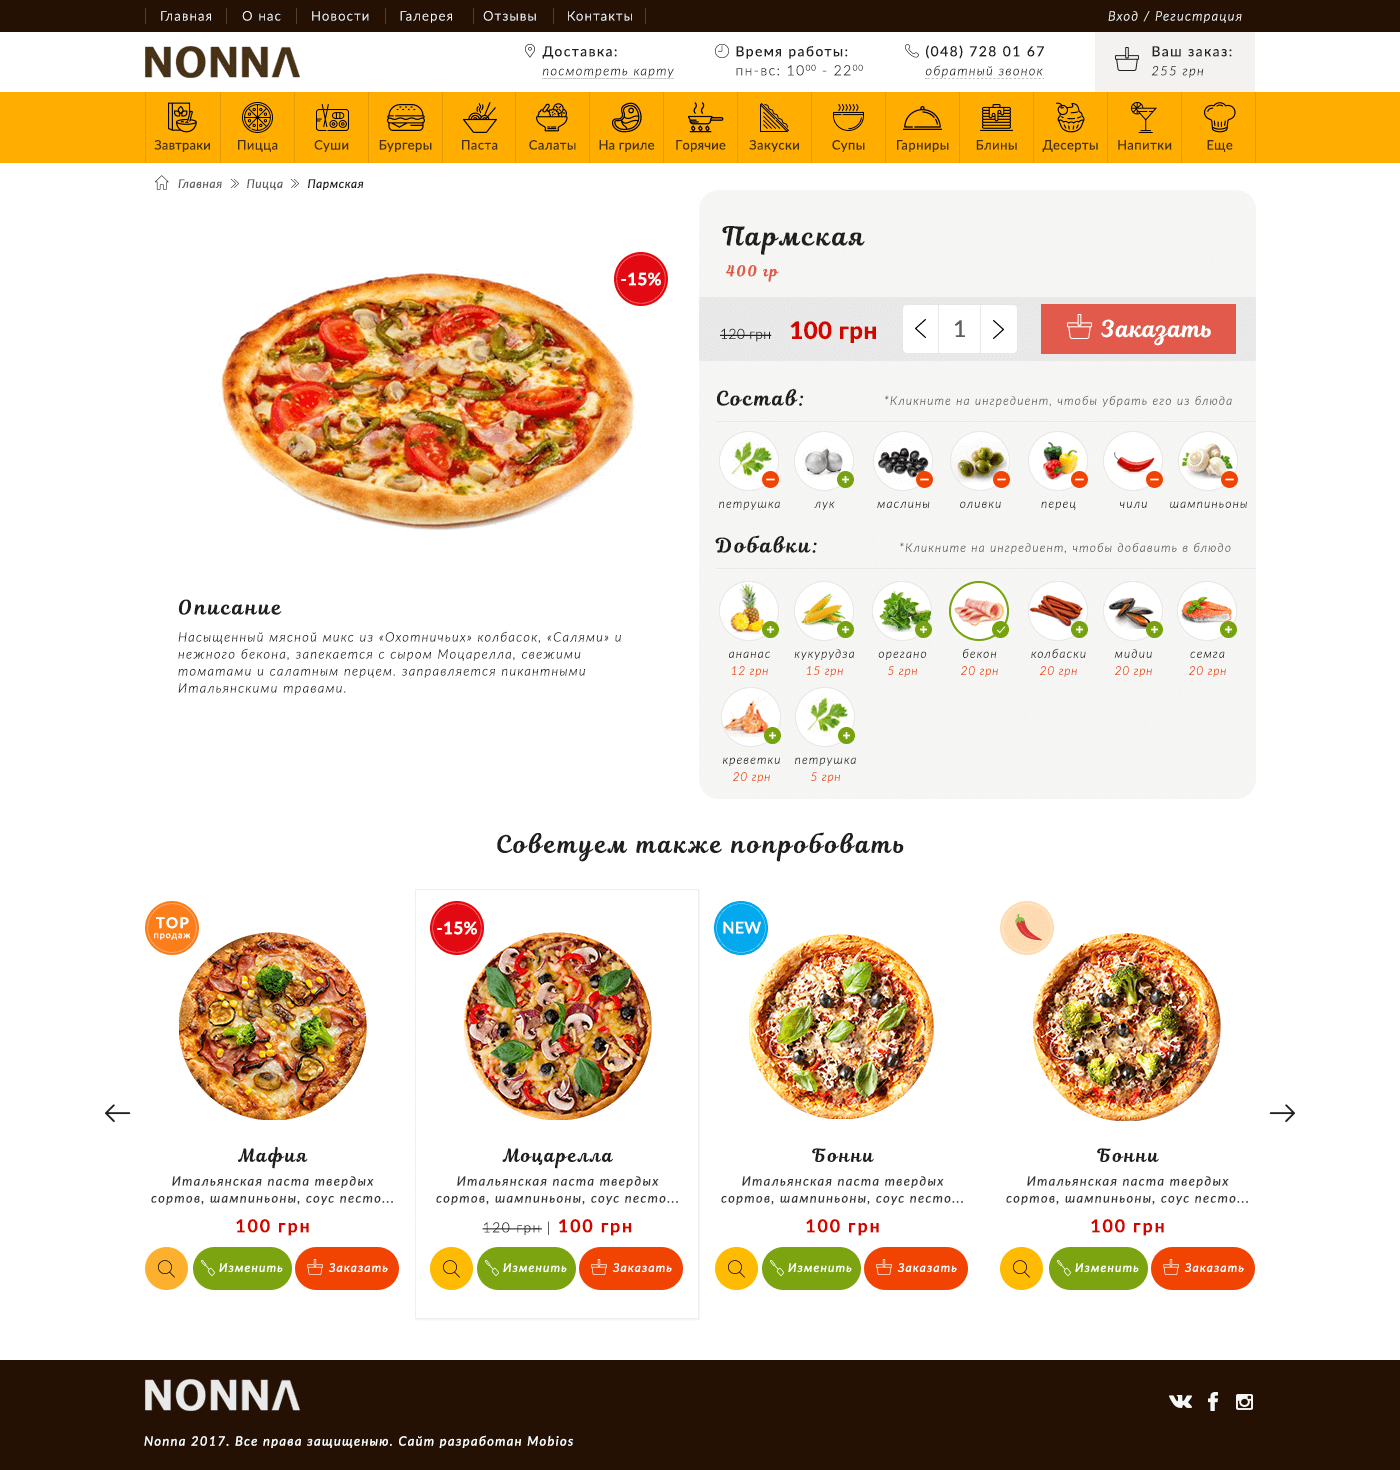 Главная О нас Новости Галерея Отзывы Контакты Вход / Регистрация
NONNA
Доставка:
посмотреть карту
Время работы:
пн-вс: 10⁰⁰ - 22⁰⁰
(048) 728 01 67
обратный звонок
Ваш заказ:
255 грн
Завтраки Пицца Суши Бургеры Паста Салаты На гриле Горячие Закуски Супы Гарниры Блины Десерты Напитки Еще
Главная Пицца Пармская
-15%
Пармская
400 гр
120 грн 100 грн 1 Заказать
Состав: *Кликните на ингредиент, чтобы убрать его из блюда
петрушка лук маслины оливки перец чили шампиньоны
Добавки: *Кликните на ингредиент, чтобы добавить в блюдо
ананас кукурудза орегано бекон колбаски мидии семга
12 грн 15 грн 5 грн 20 грн 20 грн 20 грн 20 грн
креветки петрушка
20 грн 5 грн
Описание
Насыщенный мясной микс из «Охотничьих» колбасок, «Салями» и
нежного бекона, запекается с сыром Моцарелла, свежими
томатами и салатным перцем. заправляется пикантными
Итальянскими травами.
Советуем также попробовать
TOP
продаж
-15%
NEW
Мафия
Итальянская паста твердых
сортов, шампиньоны, соус песто...
100 грн
Изменить Заказать
Моцарелла
Итальянская паста твердых
сортов, шампиньоны, соус песто...
120 грн | 100 грн
Изменить Заказать
Бонни
Итальянская паста твердых
сортов, шампиньоны, соус песто...
100 грн
Изменить Заказать
Бонни
Итальянская паста твердых
сортов, шампиньоны, соус песто...
100 грн
Изменить Заказать
NONNA
Nonna 2017. Все права защищеныю. Сайт разработан Mobios